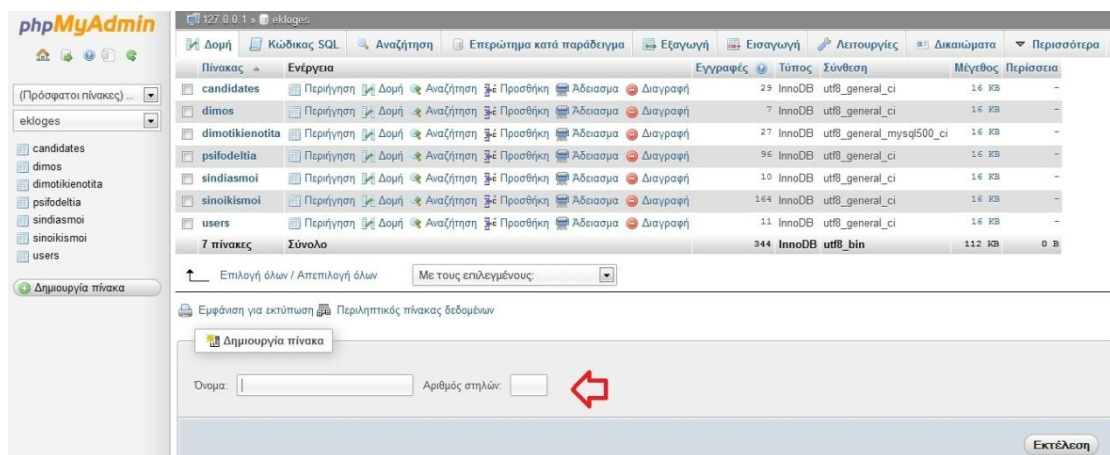 phpMyAdmin
(Πρόσφατοι πίνακες) ...
ekloges
candidates
dimos
dimotikienotita
psifodeltia
sindiasmoi
sinoikismoi
users
Δημιουργία πίνακα
127.0.0.1 » ekloges
Δομή Κώδικας SQL Αναζήτηση Επερώτημα κατά παράδειγμα Εξαγωγή Εισαγωγή Λειτουργίες Δικαιώματα Περισσότερα
Πίνακας Ενέργεια Εγγραφές Τύπος Σύνθεση Μέγεθος Περίσσεια
candidates Περιήγηση Δομή Αναζήτηση Προσθήκη Άδειασμα Διαγραφή 29 InnoDB utf8_general_ci 16 KB -
dimos Περιήγηση Δομή Αναζήτηση Προσθήκη Άδειασμα Διαγραφή 7 InnoDB utf8_general_ci 16 KB -
dimotikienotita Περιήγηση Δομή Αναζήτηση Προσθήκη Άδειασμα Διαγραφή 27 InnoDB utf8_general_mysql500_ci 16 KB -
psifodeltia Περιήγηση Δομή Αναζήτηση Προσθήκη Άδειασμα Διαγραφή 96 InnoDB utf8_general_ci 16 KB -
sindiasmoi Περιήγηση Δομή Αναζήτηση Προσθήκη Άδειασμα Διαγραφή 10 InnoDB utf8_general_ci 16 KB -
sinoikismoi Περιήγηση Δομή Αναζήτηση Προσθήκη Άδειασμα Διαγραφή 164 InnoDB utf8_general_ci 16 KB -
users Περιήγηση Δομή Αναζήτηση Προσθήκη Άδειασμα Διαγραφή 11 InnoDB utf8_general_ci 16 KB -
7 πίνακες Σύνολο 344 InnoDB utf8_bin 112 KB 0 B
Επιλογή όλων / Απεπιλογή όλων Με τους επιλεγμένους:
Εμφάνιση για εκτύπωση Περιληπτικός πίνακας δεδομένων
Δημιουργία πίνακα
Όνομα: Αριθμός στηλών:
Εκτέλεση